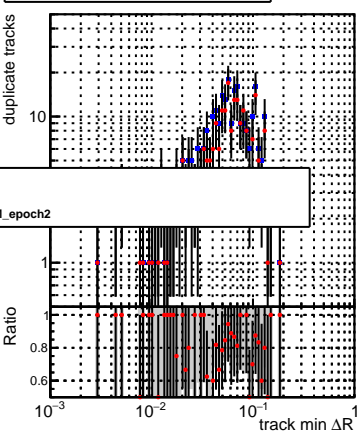 duplicate tracks
10
l_epoch2
1
Ratio
1
0.8
0.6
10⁻³ 10⁻² 10⁻¹ 1
track min ΔR